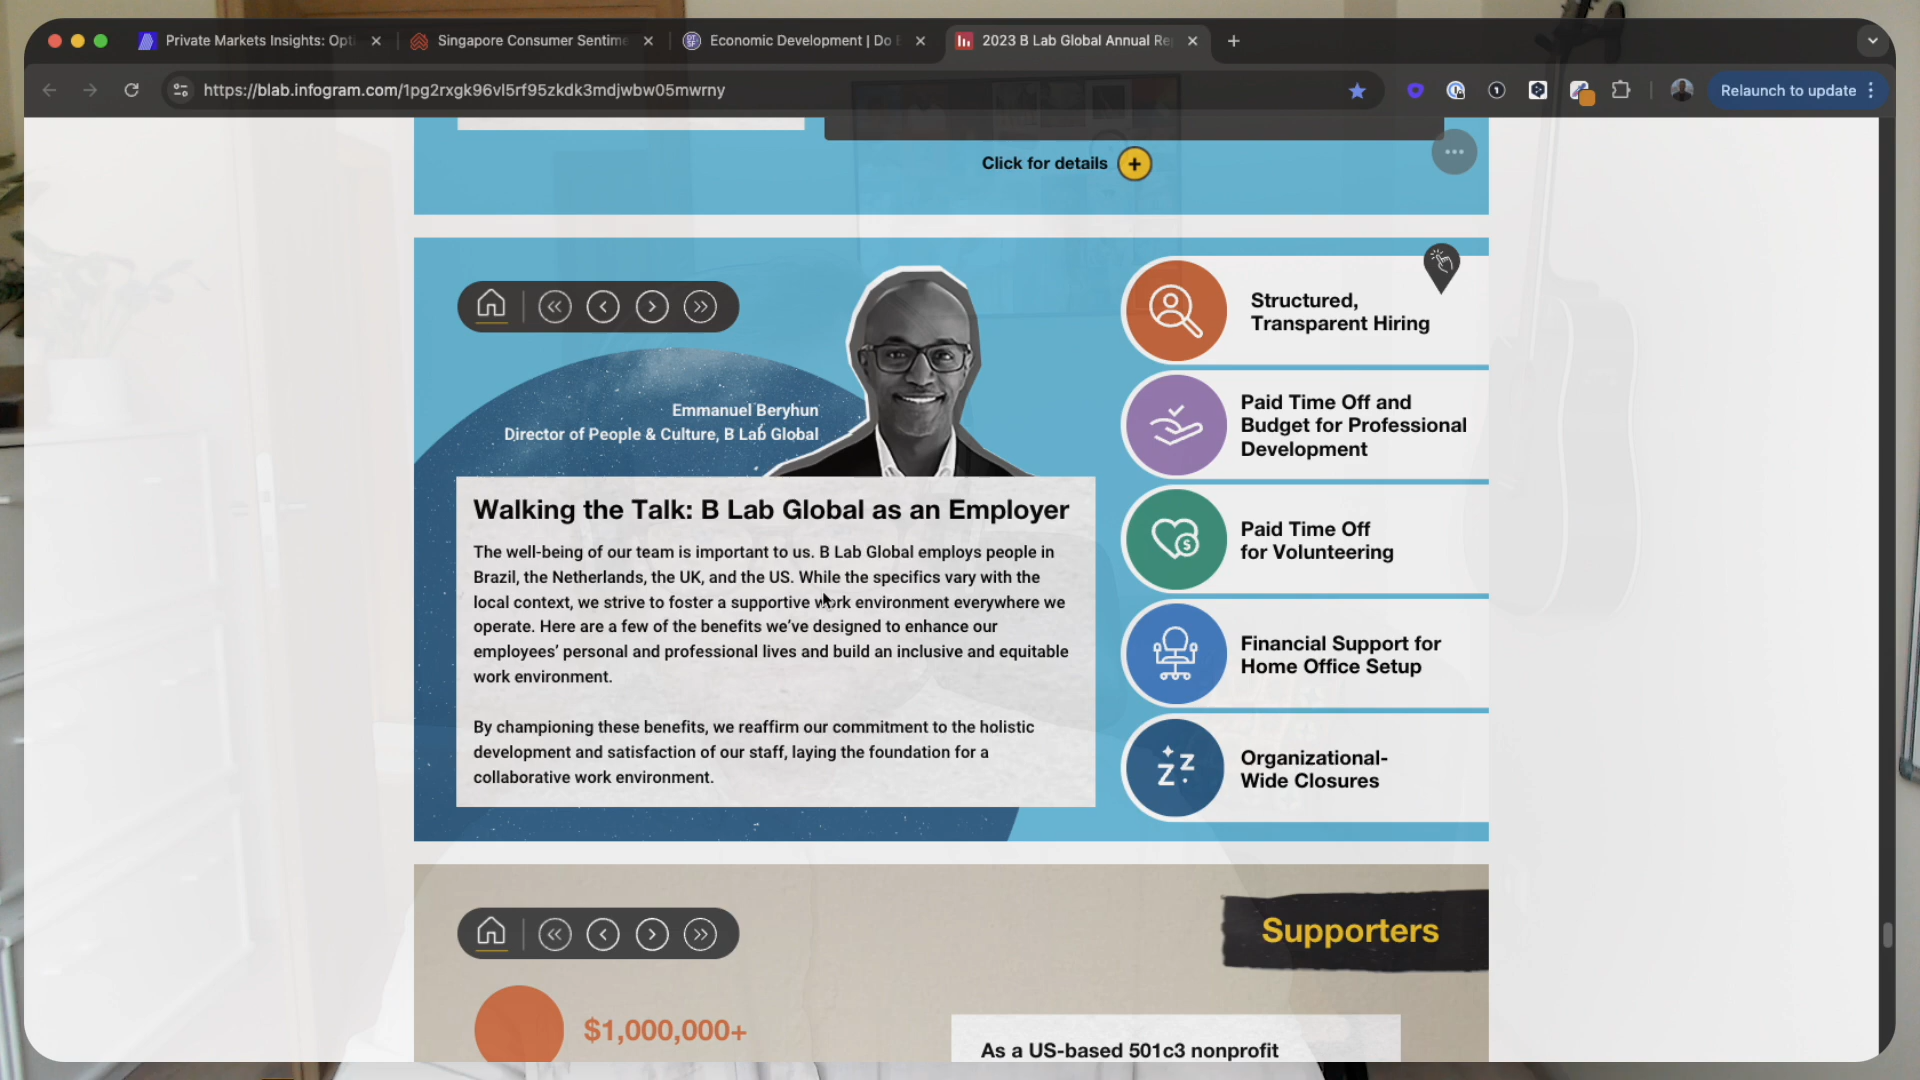 Private Markets Insights: Opti
Singapore Consumer Sentime
Economic Development | Do B
2023 B Lab Global Annual Re
https://blab.infogram.com/1pg2rxgk96vl5rf95zkdk3mdjwbw05mwrny
Relaunch to update
Click for details
Emmanuel Beryhun
Director of People & Culture, B Lab Global
Walking the Talk: B Lab Global as an Employer
The well-being of our team is important to us. B Lab Global employs people in
Brazil, the Netherlands, the UK, and the US. While the specifics vary with the
local context, we strive to foster a supportive work environment everywhere we
operate. Here are a few of the benefits we’ve designed to enhance our
employees’ personal and professional lives and build an inclusive and equitable
work environment.
By championing these benefits, we reaffirm our commitment to the holistic
development and satisfaction of our staff, laying the foundation for a
collaborative work environment.
Structured,
Transparent Hiring
Paid Time Off and
Budget for Professional
Development
Paid Time Off
for Volunteering
Financial Support for
Home Office Setup
Organizational-
Wide Closures
Supporters
$1,000,000+
As a US-based 501c3 nonprofit